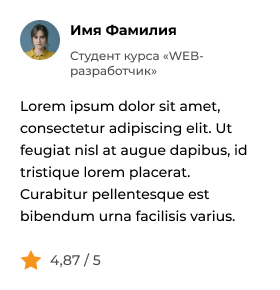 Имя Фамилия
Студент курса «WEB-
разработчик»
Lorem ipsum dolor sit amet,
consectetur adipiscing elit. Ut
feugiat nisl at augue dapibus, id
tristique lorem placerat.
Curabitur pellentesque est
bibendum urna facilisis varius.
4,87 / 5